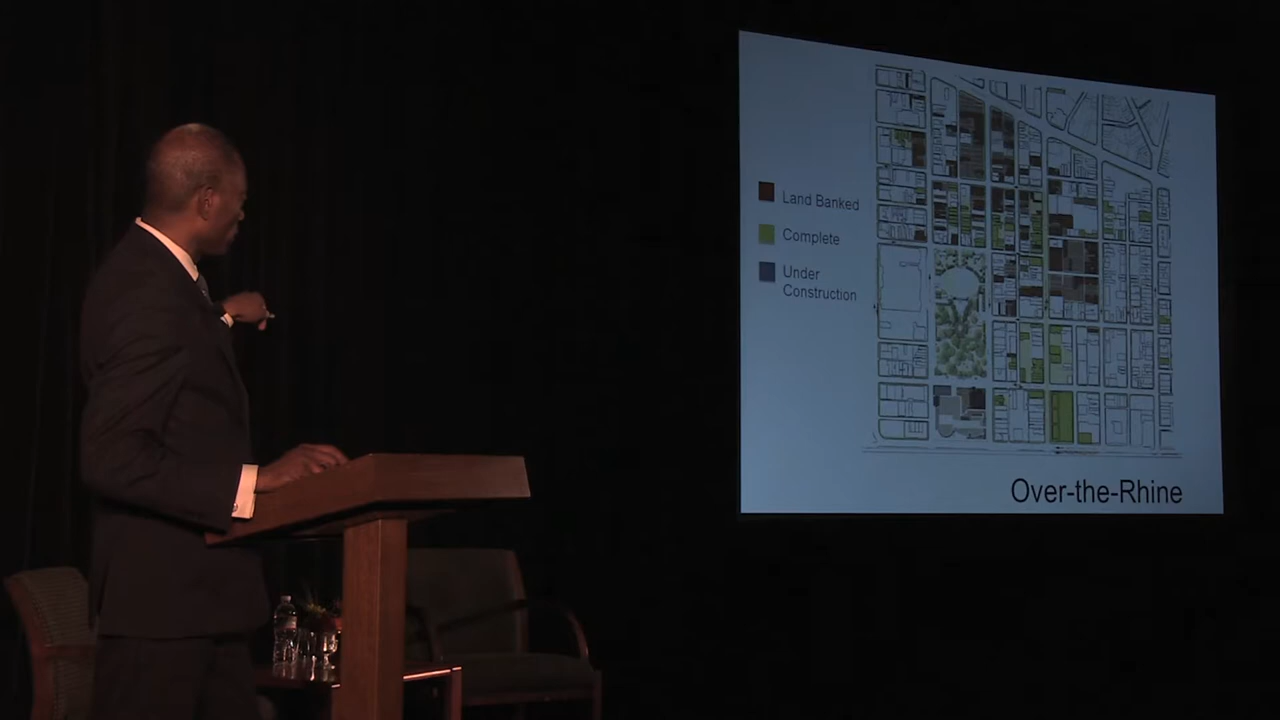 Land Banked
Complete
Under
Construction
Over-the-Rhine